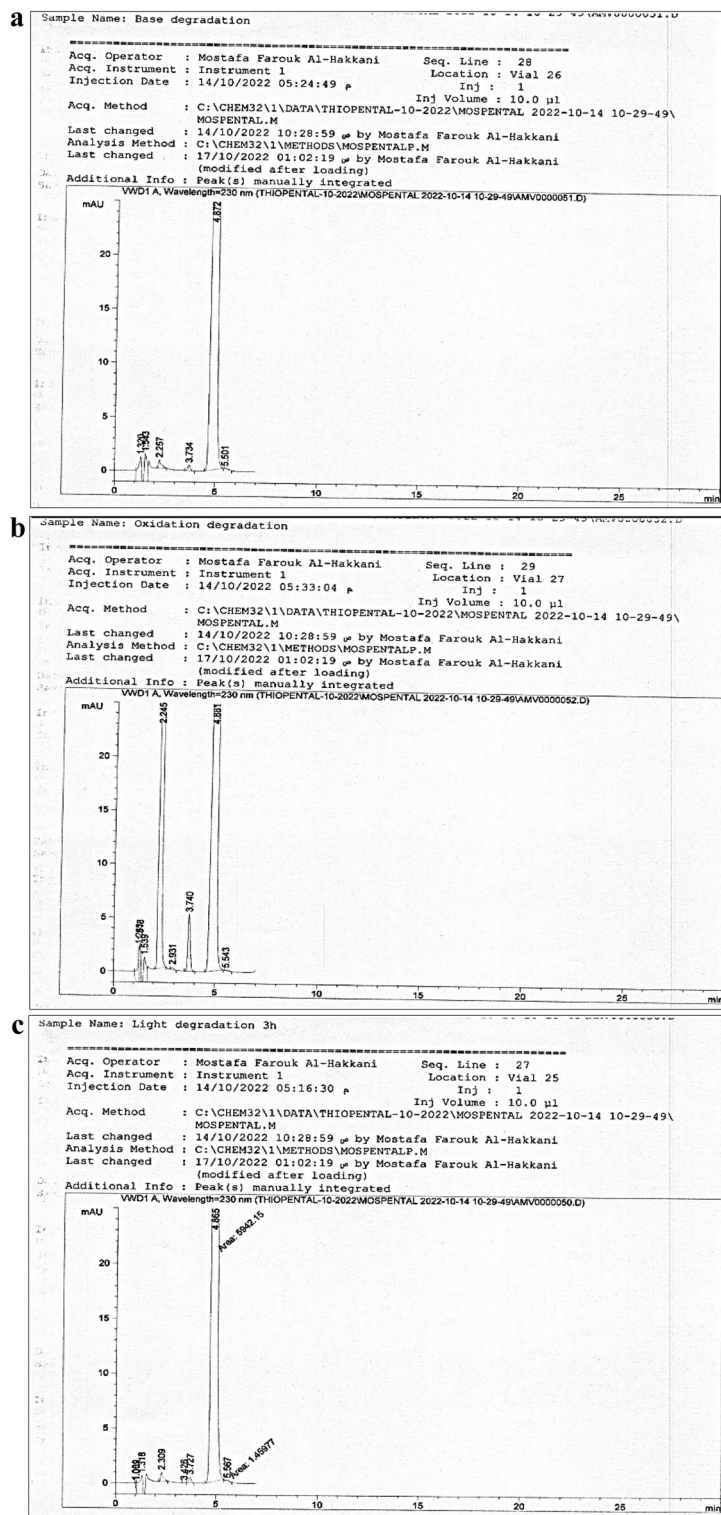 a
Sample Name: Base degradation
Acq. Operator : Mostafa Farouk Al-Hakkani Seq. Line : 28
Acq. Instrument : Instrument 1 Location : Vial 26
Injection Date : 14/10/2022 05:24:49 م Inj : 1
Inj Volume : 10.0 µl
Acq. Method : C:\CHEM32\1\DATA\THIOPENTAL-10-2022\MOSPENTAL 2022-10-14 10-29-49\
MOSPENTAL.M
Last changed : 14/10/2022 10:28:59 ص by Mostafa Farouk Al-Hakkani
Analysis Method : C:\CHEM32\1\METHODS\MOSPENTALP.M
Last changed : 17/10/2022 01:02:19 ص by Mostafa Farouk Al-Hakkani
(modified after loading)
Additional Info : Peak(s) manually integrated
VWD1 A, Wavelength=230 nm (THIOPENTAL-10-2022\MOSPENTAL 2022-10-14 10-29-49\AMV0000051.D)
mAU
20
15
10
5
0
1.320
1.543
2.257
3.734
4.872
5.501
5 10 15 20 25 min
b
Sample Name: Oxidation degradation
Acq. Operator : Mostafa Farouk Al-Hakkani Seq. Line : 29
Acq. Instrument : Instrument 1 Location : Vial 27
Injection Date : 14/10/2022 05:33:04 م Inj : 1
Inj Volume : 10.0 µl
Acq. Method : C:\CHEM32\1\DATA\THIOPENTAL-10-2022\MOSPENTAL 2022-10-14 10-29-49\
MOSPENTAL.M
Last changed : 14/10/2022 10:28:59 ص by Mostafa Farouk Al-Hakkani
Analysis Method : C:\CHEM32\1\METHODS\MOSPENTALP.M
Last changed : 17/10/2022 01:02:19 ص by Mostafa Farouk Al-Hakkani
(modified after loading)
Additional Info : Peak(s) manually integrated
VWD1 A, Wavelength=230 nm (THIOPENTAL-10-2022\MOSPENTAL 2022-10-14 10-29-49\AMV0000052.D)
mAU
20
15
10
5
0
1.539
2.245
2.931
3.740
4.881
5.543
5 10 15 20 25 min
c
Sample Name: Light degradation 3h
Acq. Operator : Mostafa Farouk Al-Hakkani Seq. Line : 27
Acq. Instrument : Instrument 1 Location : Vial 25
Injection Date : 14/10/2022 05:16:30 م Inj : 1
Inj Volume : 10.0 µl
Acq. Method : C:\CHEM32\1\DATA\THIOPENTAL-10-2022\MOSPENTAL 2022-10-14 10-29-49\
MOSPENTAL.M
Last changed : 14/10/2022 10:28:59 ص by Mostafa Farouk Al-Hakkani
Analysis Method : C:\CHEM32\1\METHODS\MOSPENTALP.M
Last changed : 17/10/2022 01:02:19 ص by Mostafa Farouk Al-Hakkani
(modified after loading)
Additional Info : Peak(s) manually integrated
VWD1 A, Wavelength=230 nm (THIOPENTAL-10-2022\MOSPENTAL 2022-10-14 10-29-49\AMV0000050.D)
mAU
20
15
10
5
0
1.069
1.318
2.309
3.426
3.727
4.865
Area: 5942.15
5.567
Area: 1.45977
5 10 15 20 25 min